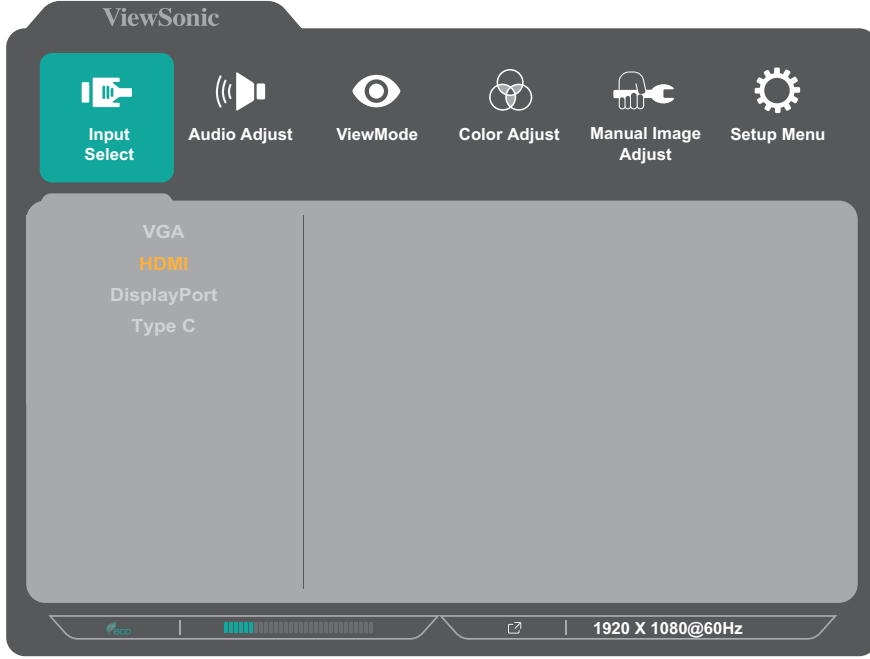 ViewSonic
Input
Select
Audio Adjust
ViewMode
Color Adjust
Manual Image
Adjust
Setup Menu
VGA
HDMI
DisplayPort
Type C
eco
1920 X 1080@60Hz